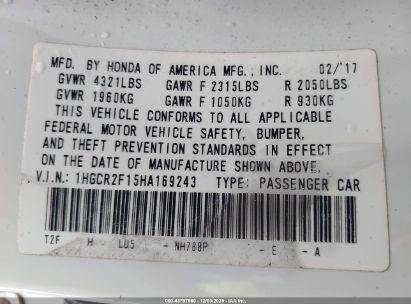 MFD. BY HONDA OF AMERICA MFG., INC. 02/'17
GVWR 4321LBS GAWR F 2315LBS R 2050LBS
GVWR 1960KG GAWR F 1050KG R 930KG
THIS VEHICLE CONFORMS TO ALL APPLICABLE
FEDERAL MOTOR VEHICLE SAFETY, BUMPER,
AND THEFT PREVENTION STANDARDS IN EFFECT
ON THE DATE OF MANUFACTURE SHOWN ABOVE.
V.I.N.: 1HGCR2F15HA169243 TYPE: PASSENGER CAR
T2F H LU5 - NH788P - E - A